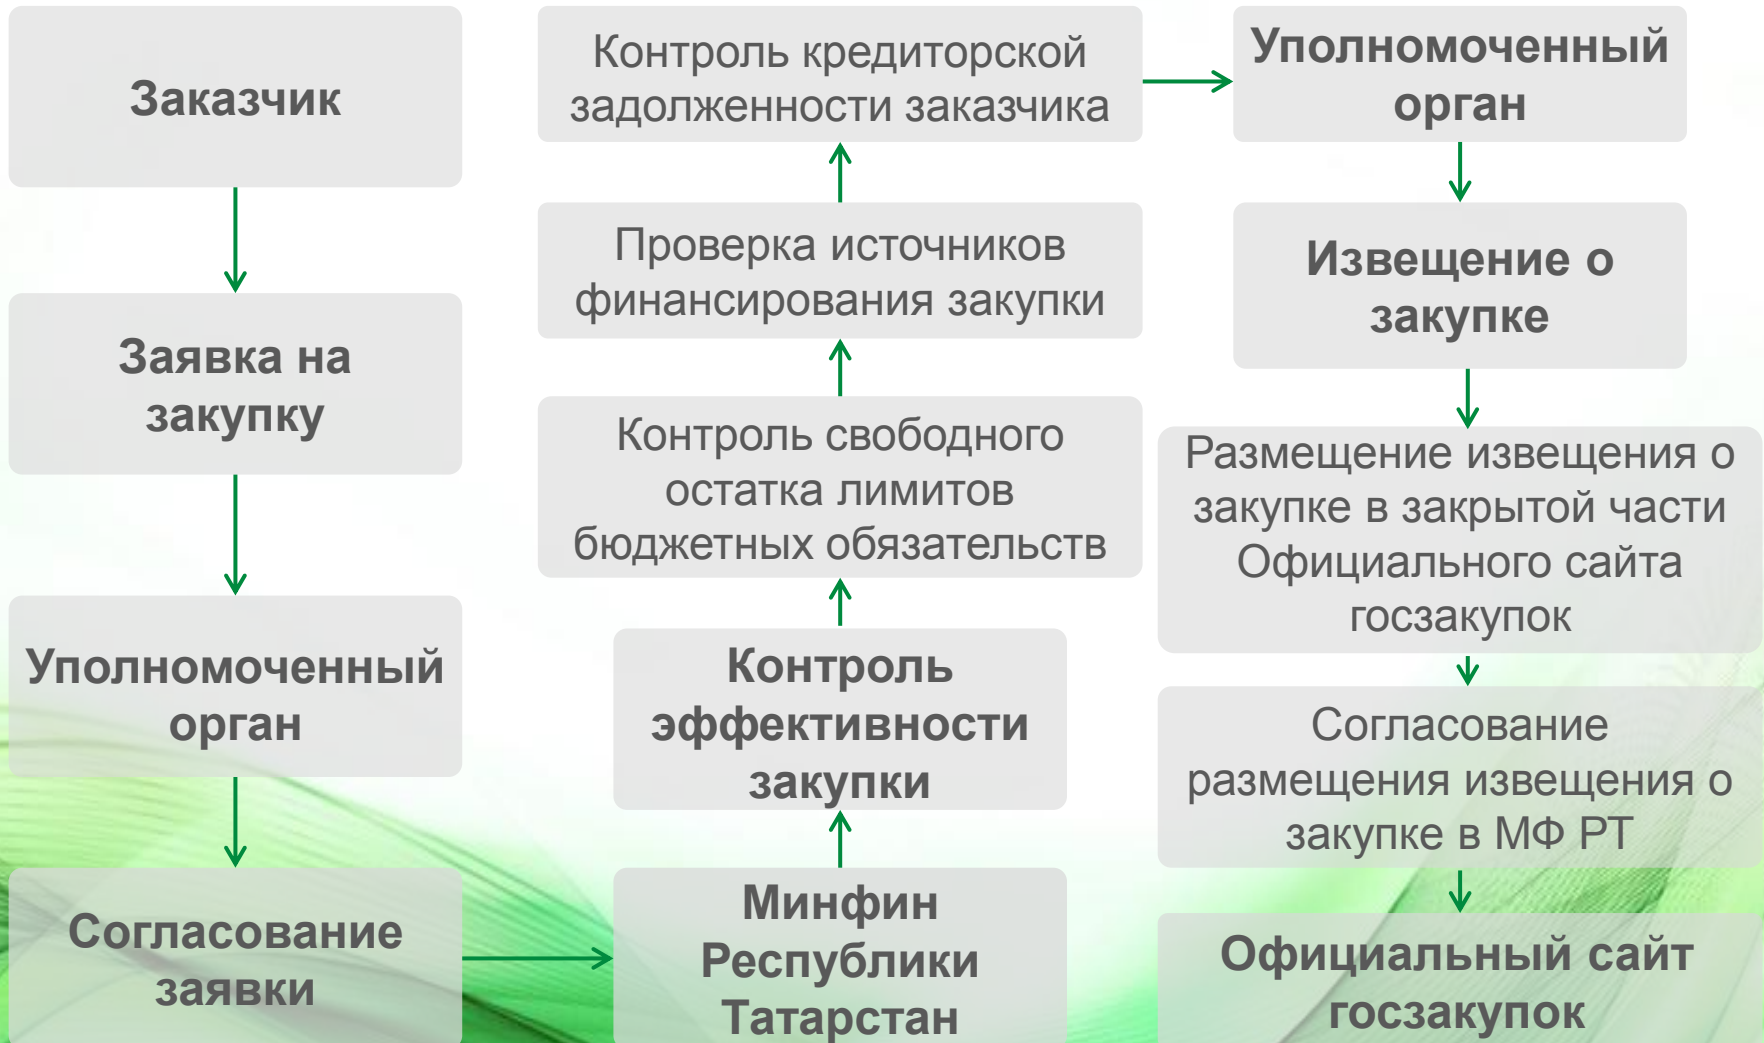 Заказчик
Заявка на
закупку
Уполномоченный
орган
Согласование
заявки
Минфин
Республики
Татарстан
Контроль
эффективности
закупки
Контроль свободного
остатка лимитов
бюджетных обязательств
Проверка источников
финансирования закупки
Контроль кредиторской
задолженности заказчика
Уполномоченный
орган
Извещение о
закупке
Размещение извещения о
закупке в закрытой части
Официального сайта
госзакупок
Согласование
размещения извещения о
закупке в МФ РТ
Официальный сайт
госзакупок